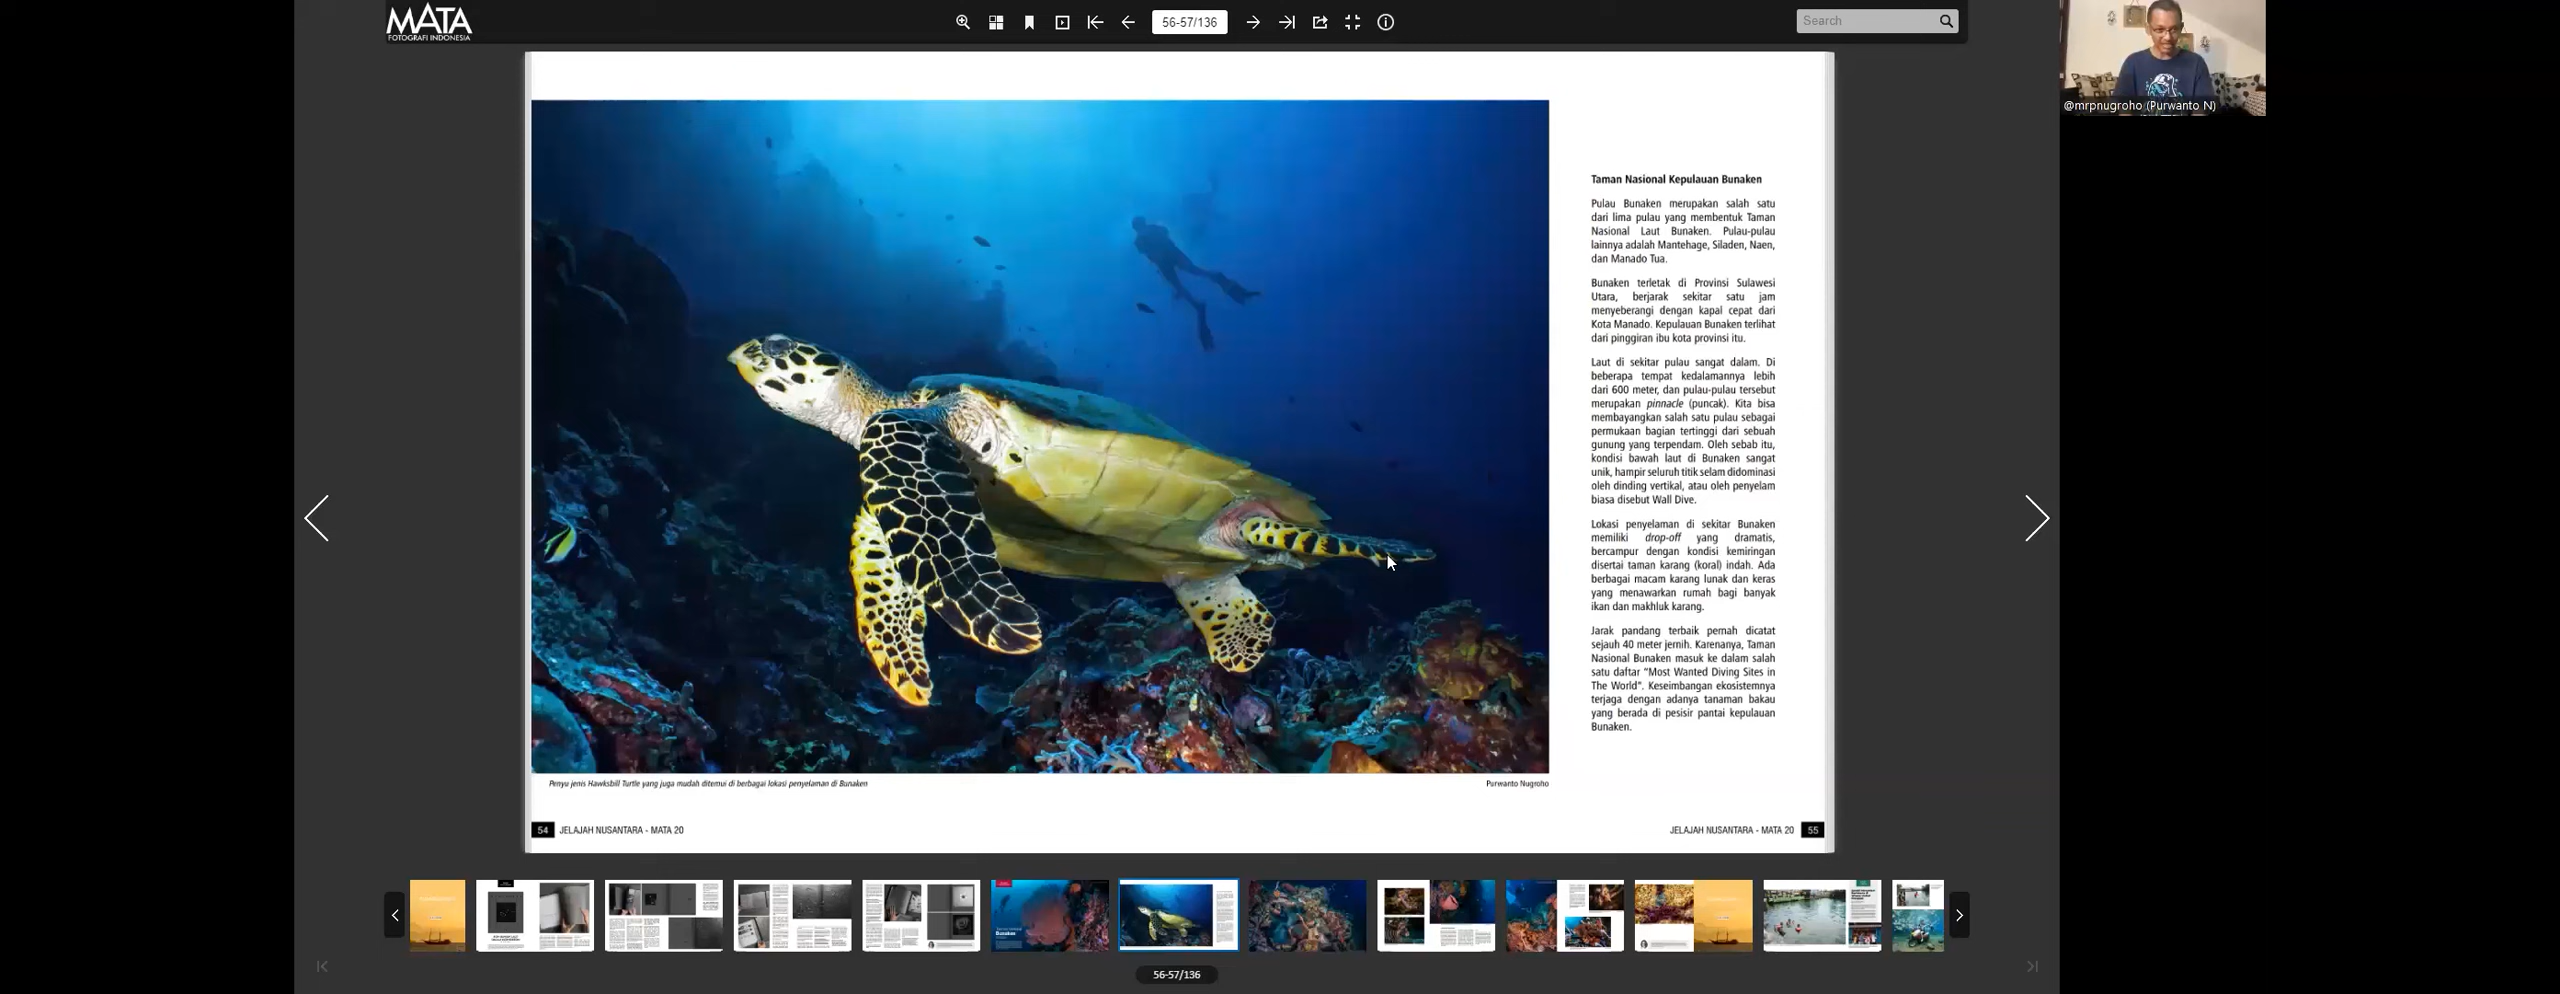 MATA
FOTOGRAFI INDONESIA
56-57/136
Search
@mrpnugroho (Purwanto N)
Taman Nasional Kepulauan Bunaken
Pulau Bunaken merupakan salah satu
dari lima pulau yang membentuk Taman
Nasional Laut Bunaken. Pulau-pulau
lainnya adalah Mantehage, Siladen, Naen,
dan Manado Tua.
Bunaken terletak di Provinsi Sulawesi
Utara, berjarak sekitar satu jam
menyeberangi dengan kapal cepat dari
Kota Manado. Kepulauan Bunaken terlihat
dari pinggiran ibu kota provinsi itu.
Laut di sekitar pulau sangat dalam. Di
beberapa tempat kedalamannya lebih
dari 600 meter, dan pulau-pulau tersebut
merupakan pinnacle (puncak). Kita bisa
membayangkan salah satu pulau sebagai
permukaan bagian tertinggi dari sebuah
gunung yang terpendam. Oleh sebab itu,
kondisi bawah laut di Bunaken sangat
unik, hampir seluruh titik selam didominasi
oleh dinding vertikal, atau oleh penyelam
biasa disebut Wall Dive.
Lokasi penyelaman di sekitar Bunaken
memiliki drop-off yang dramatis,
bercampur dengan kondisi kemiringan
disertai taman karang (koral) indah. Ada
berbagai macam karang lunak dan keras
yang menawarkan rumah bagi banyak
ikan dan makhluk karang.
Jarak pandang terbaik pernah dicatat
sejauh 40 meter jernih. Karenanya, Taman
Nasional Bunaken masuk ke dalam salah
satu daftar "Most Wanted Diving Sites in
The World". Keseimbangan ekosistemnya
terjaga dengan adanya tanaman bakau
yang berada di pesisir pantai kepulauan
Bunaken.
Penyu jenis Hawksbill Turtle yang juga mudah ditemui di berbagai lokasi penyelaman di Bunaken
Purwanto Nugroho
54 JELAJAH NUSANTARA - MATA 20
JELAJAH NUSANTARA - MATA 20 55
Bunaken
56-57/136